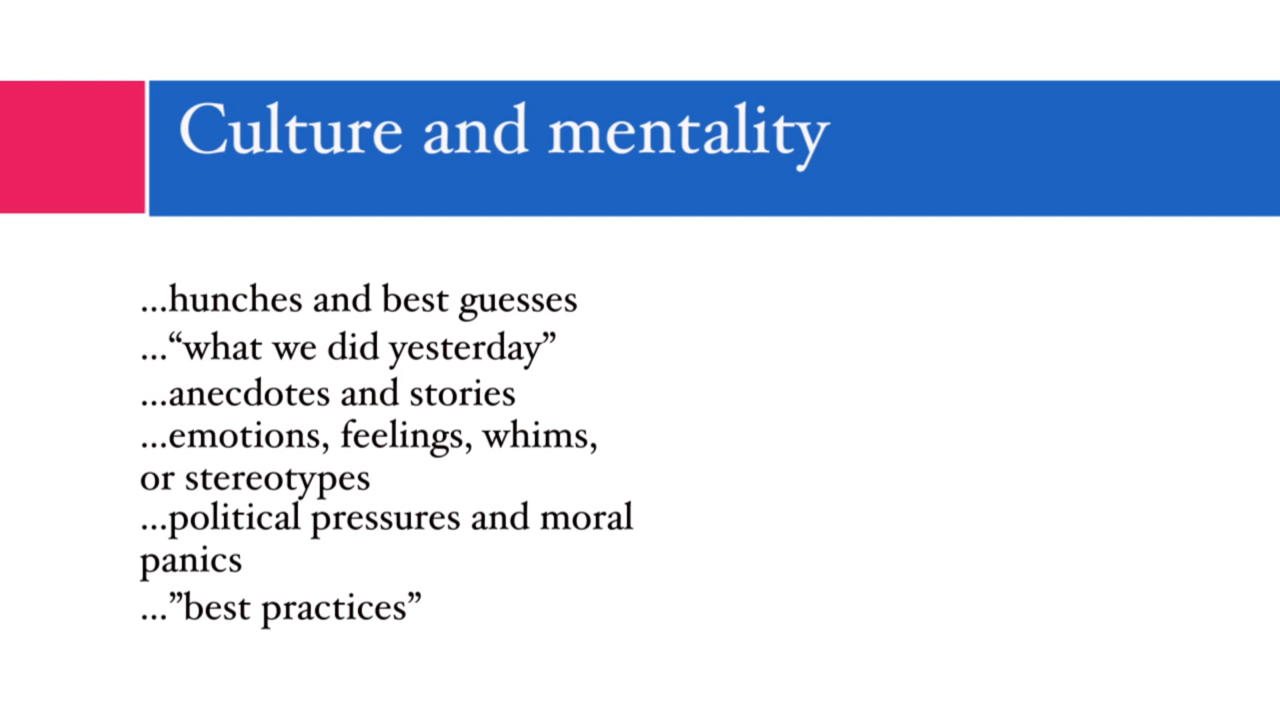 Culture and mentality
...hunches and best guesses
...“what we did yesterday”
...anecdotes and stories
...emotions, feelings, whims,
or stereotypes
...political pressures and moral
panics
...”best practices”